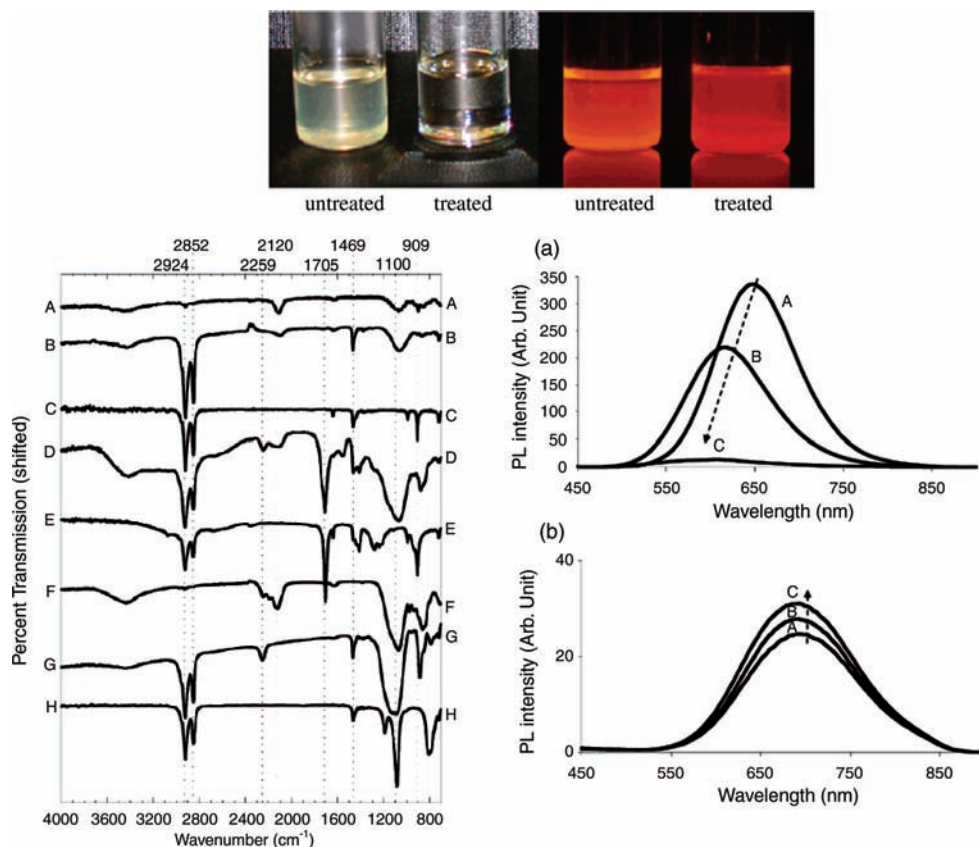 untreated treated untreated treated
2852 2120 1469 909
2924 2259 1705 1100
A A
B B
C C
D D
E E
F F
G G
H H
Percent Transmission (shifted)
4000 3600 3200 2800 2400 2000 1600 1200 800
Wavenumber (cm⁻¹)
(a)
PL intensity (Arb. Unit)
350
300
250
200
150
100
50
0
A
B
C
450 550 650 750 850
Wavelength (nm)
(b)
PL intensity (Arb. Unit)
40
20
0
C
B
A
450 550 650 750 850
Wavelength (nm)